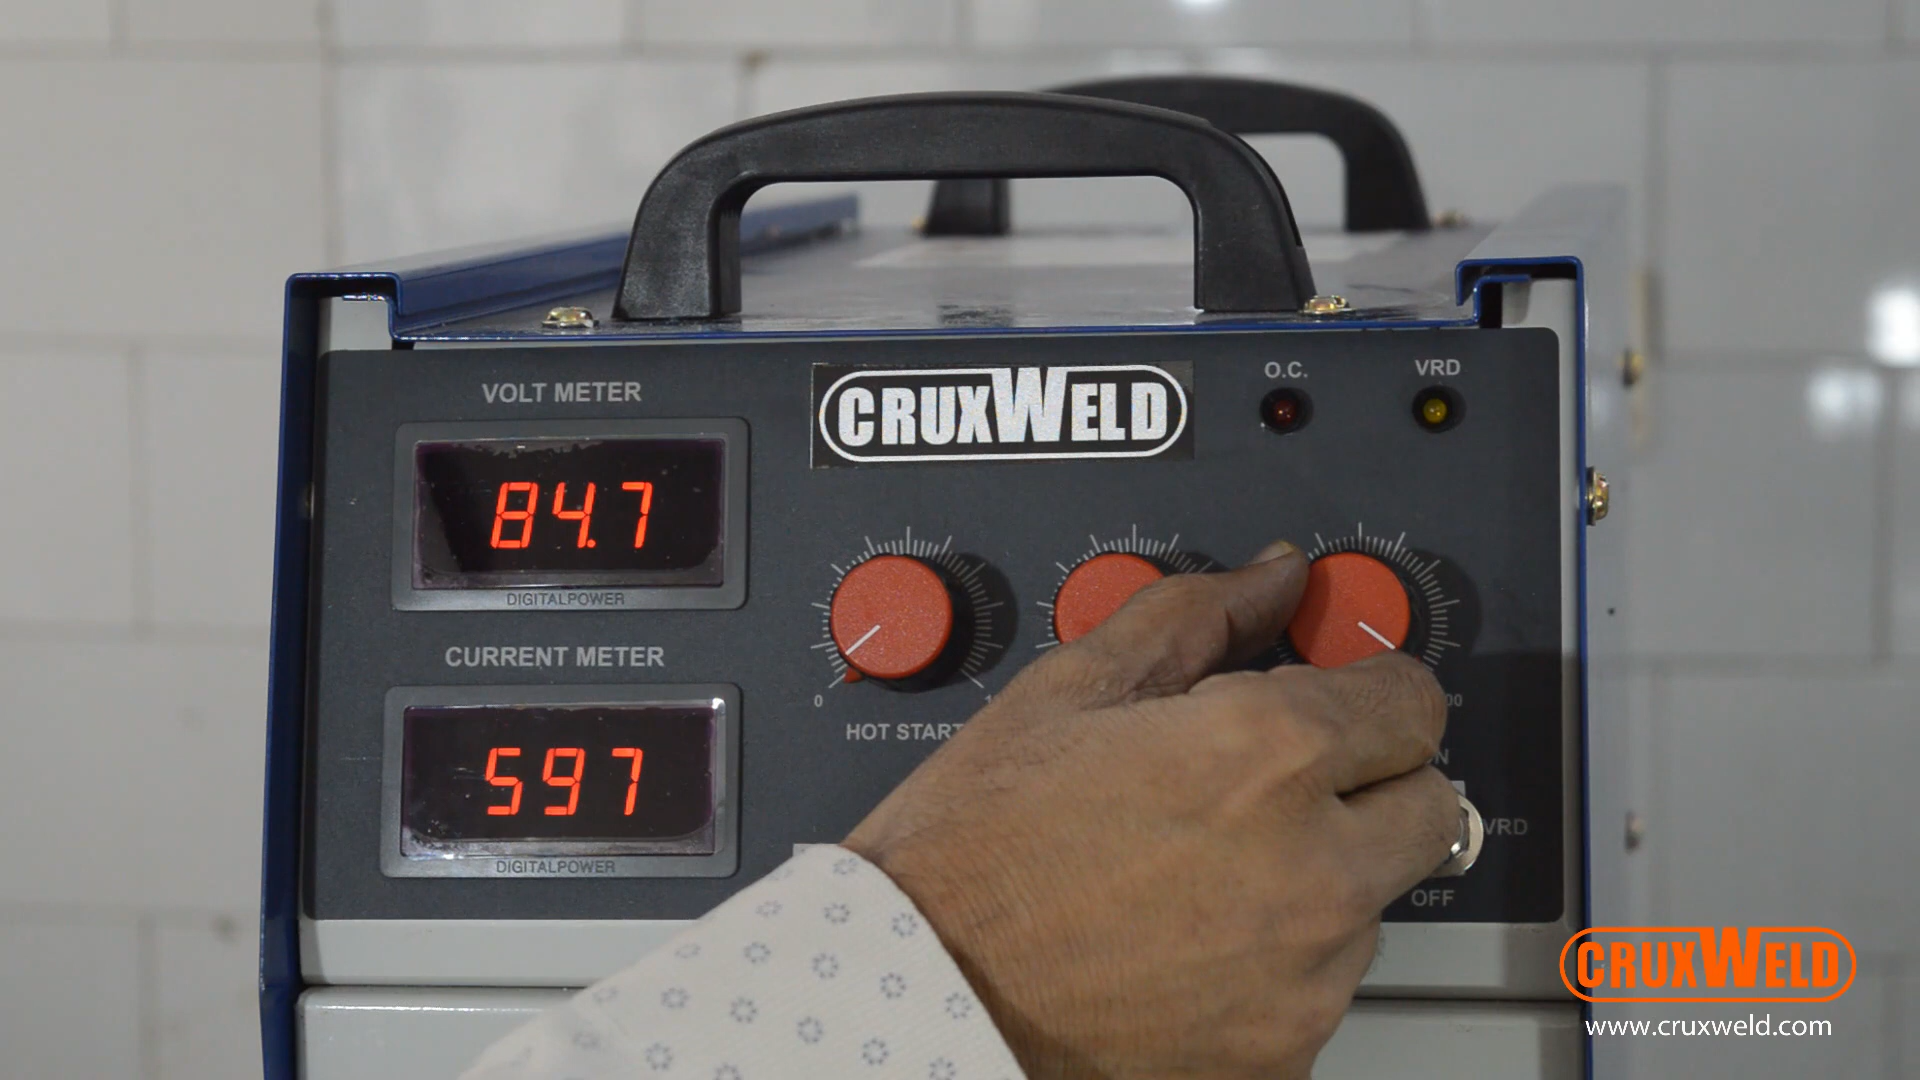 VOLT METER
84.7
DIGITALPOWER
CURRENT METER
597
DIGITALPOWER
CRUXWELD
O.C.
VRD
0
HOT START
VRD
OFF
CRUXWELD
www.cruxweld.com